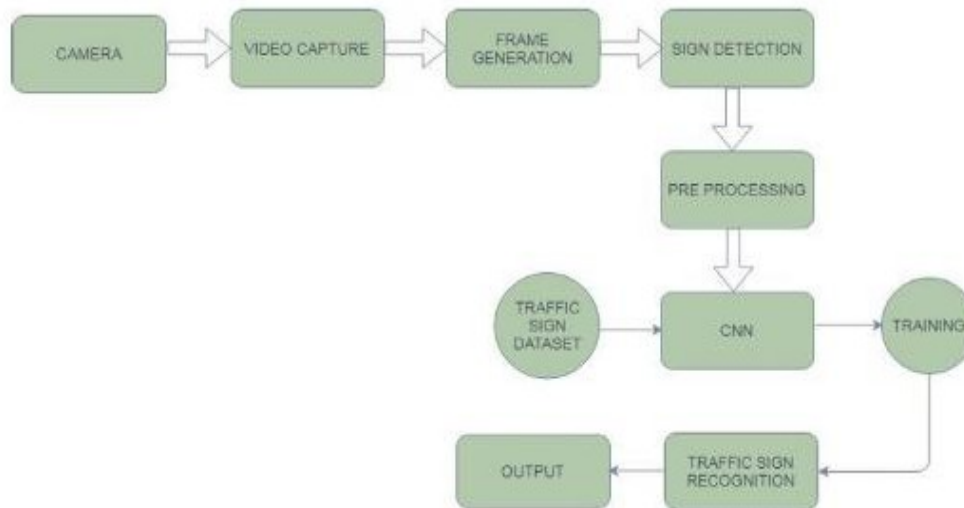 CAMERA
VIDEO CAPTURE
FRAME
GENERATION
SIGN DETECTION
PRE PROCESSING
TRAFFIC
SIGN
DATASET
CNN
TRAINING
OUTPUT
TRAFFIC SIGN
RECOGNITION